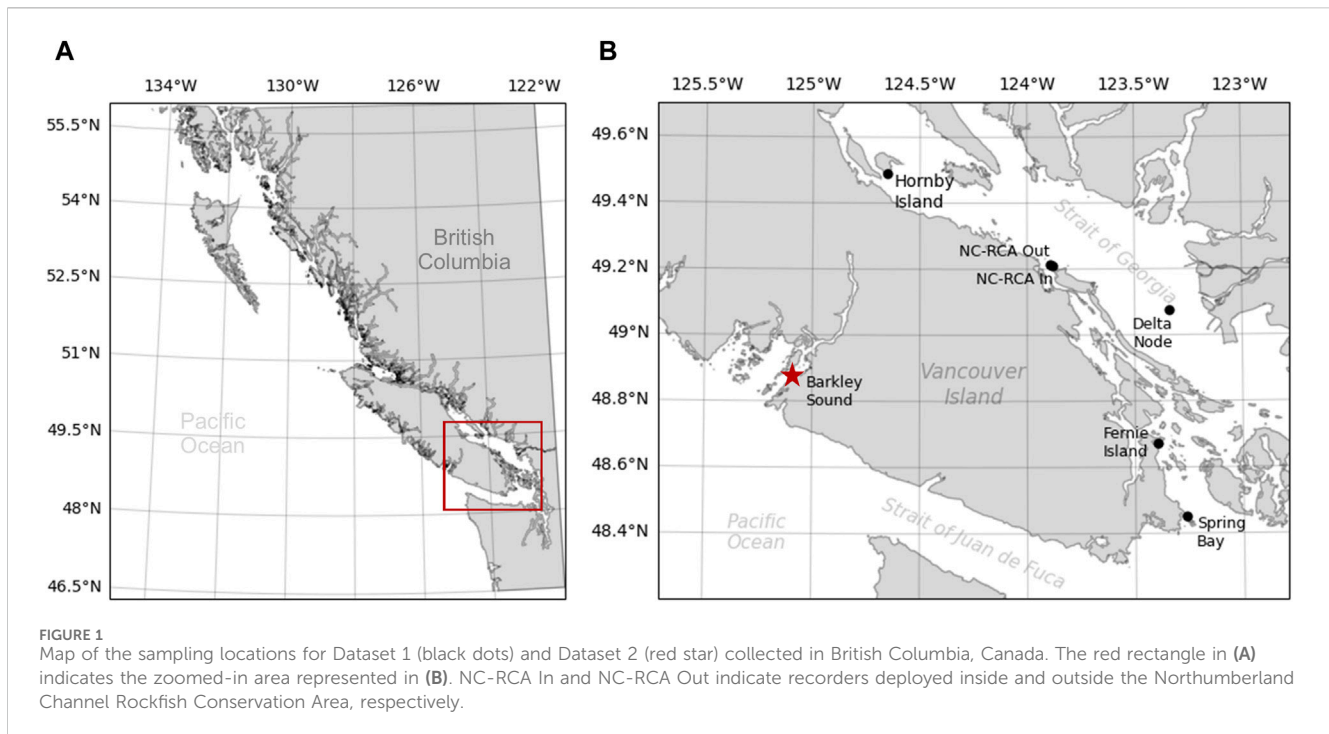 A
134°W 130°W 126°W 122°W
55.5°N
54°N
52.5°N
51°N
49.5°N
48°N
46.5°N
British
Columbia
Pacific
Ocean
B
125.5°W 125°W 124.5°W 124°W 123.5°W 123°W
49.6°N
49.4°N
49.2°N
49°N
48.8°N
48.6°N
48.4°N
Hornby
Island
Strait of Georgia
NC-RCA Out
NC-RCA In
Delta
Node
Barkley
Sound
Vancouver
Island
Fernie
Island
Spring
Bay
Pacific
Ocean
Strait of Juan de Fuca
FIGURE 1
Map of the sampling locations for Dataset 1 (black dots) and Dataset 2 (red star) collected in British Columbia, Canada. The red rectangle in (A)
indicates the zoomed-in area represented in (B). NC-RCA In and NC-RCA Out indicate recorders deployed inside and outside the Northumberland
Channel Rockfish Conservation Area, respectively.